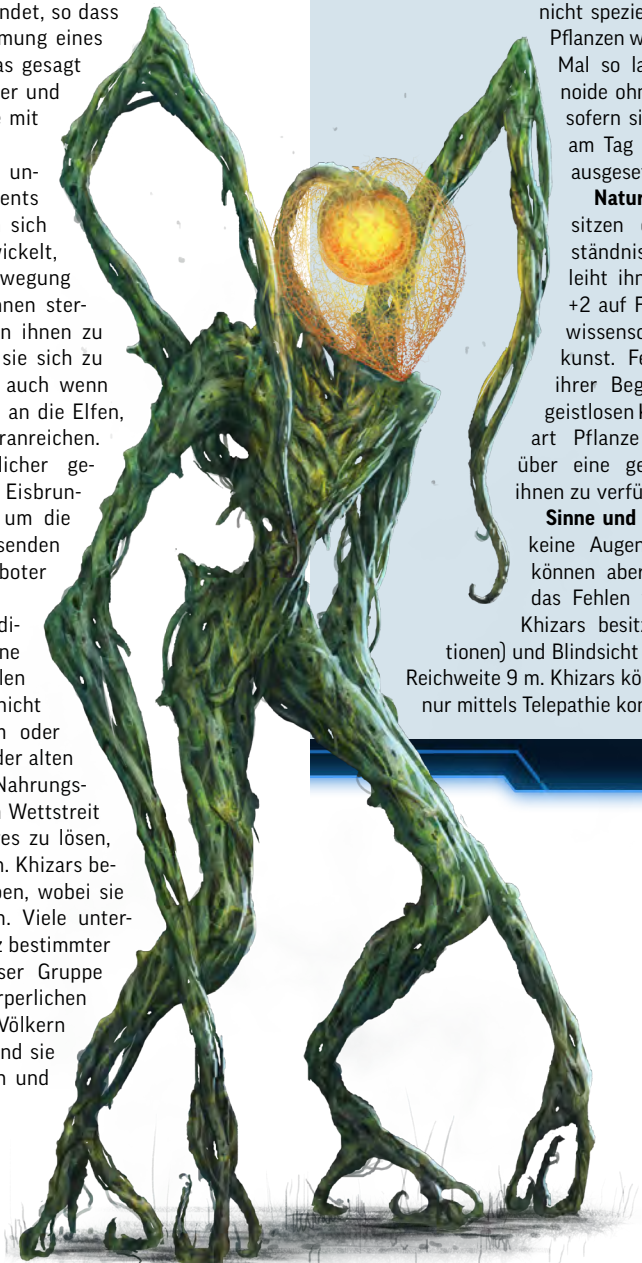 ndet, so dass
mung eines
as gesagt
er und
mit
un-
ents
sich
ickelt,
wegung
nnen ster-
n ihnen zu
sie sich zu
auch wenn
an die Elfen,
ranreichen.
licher ge-
Eisbrun-
um die
senden
boter
di-
ne
len
nicht
n oder
der alten
Nahrungs-
n Wettstreit
es zu lösen,
n. Khizars be-
ben, wobei sie
n. Viele unter-
z bestimmter
ser Gruppe
rperlichen
Völkern
nd sie
n und
nicht spezie
Pflanzen w
Mal so la
noide ohn
sofern si
am Tag
ausgese
Natur
sitzen
ständnis
leiht ihn
+2 auf F
wissensc
kunst. Fe
ihrer Beg
geistlosen K
art Pflanze
über eine ge
ihnen zu verfü
Sinne und
keine Augen
können aber
das Fehlen
Khizars besitz
tionen) und Blindsicht
Reichweite 9 m. Khizars kö
nur mittels Telepathie kon